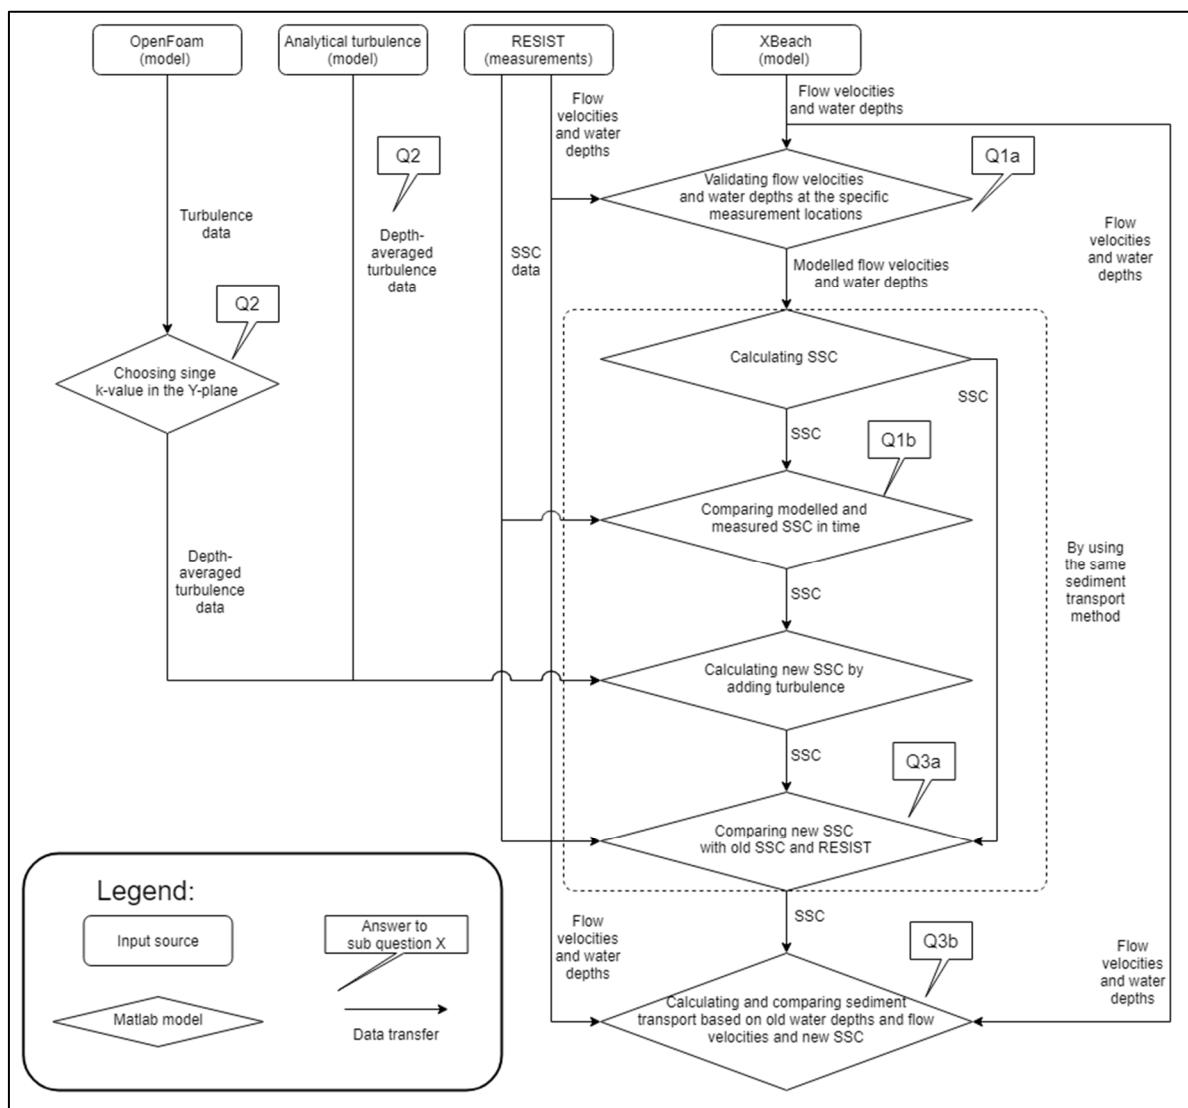 OpenFoam
(model)
Analytical turbulence
(model)
RESIST
(measurements)
XBeach
(model)
Flow
velocities
and water
depths
Flow velocities
and water depths
Q2
Q1a
Validating flow velocities
and water depths at the specific
measurement locations
Turbulence
data
Depth-
averaged
turbulence
data
SSC
data
Flow
velocities
and water
depths
Modelled flow velocities
and water depths
Q2
Choosing singe
k-value in the Y-plane
Calculating SSC
SSC
SSC
Q1b
Comparing modelled and
measured SSC in time
Depth-
averaged
turbulence
data
By using
the same
sediment
transport
method
SSC
Calculating new SSC by
adding turbulence
SSC
Q3a
Comparing new SSC
with old SSC and RESIST
SSC
Flow
velocities
and water
depths
Q3b
Flow
velocities
and water
depths
Calculating and comparing sediment
transport based on old water depths and flow
velocities and new SSC
Legend:
Input source
Answer to
sub question X
Matlab model
Data transfer